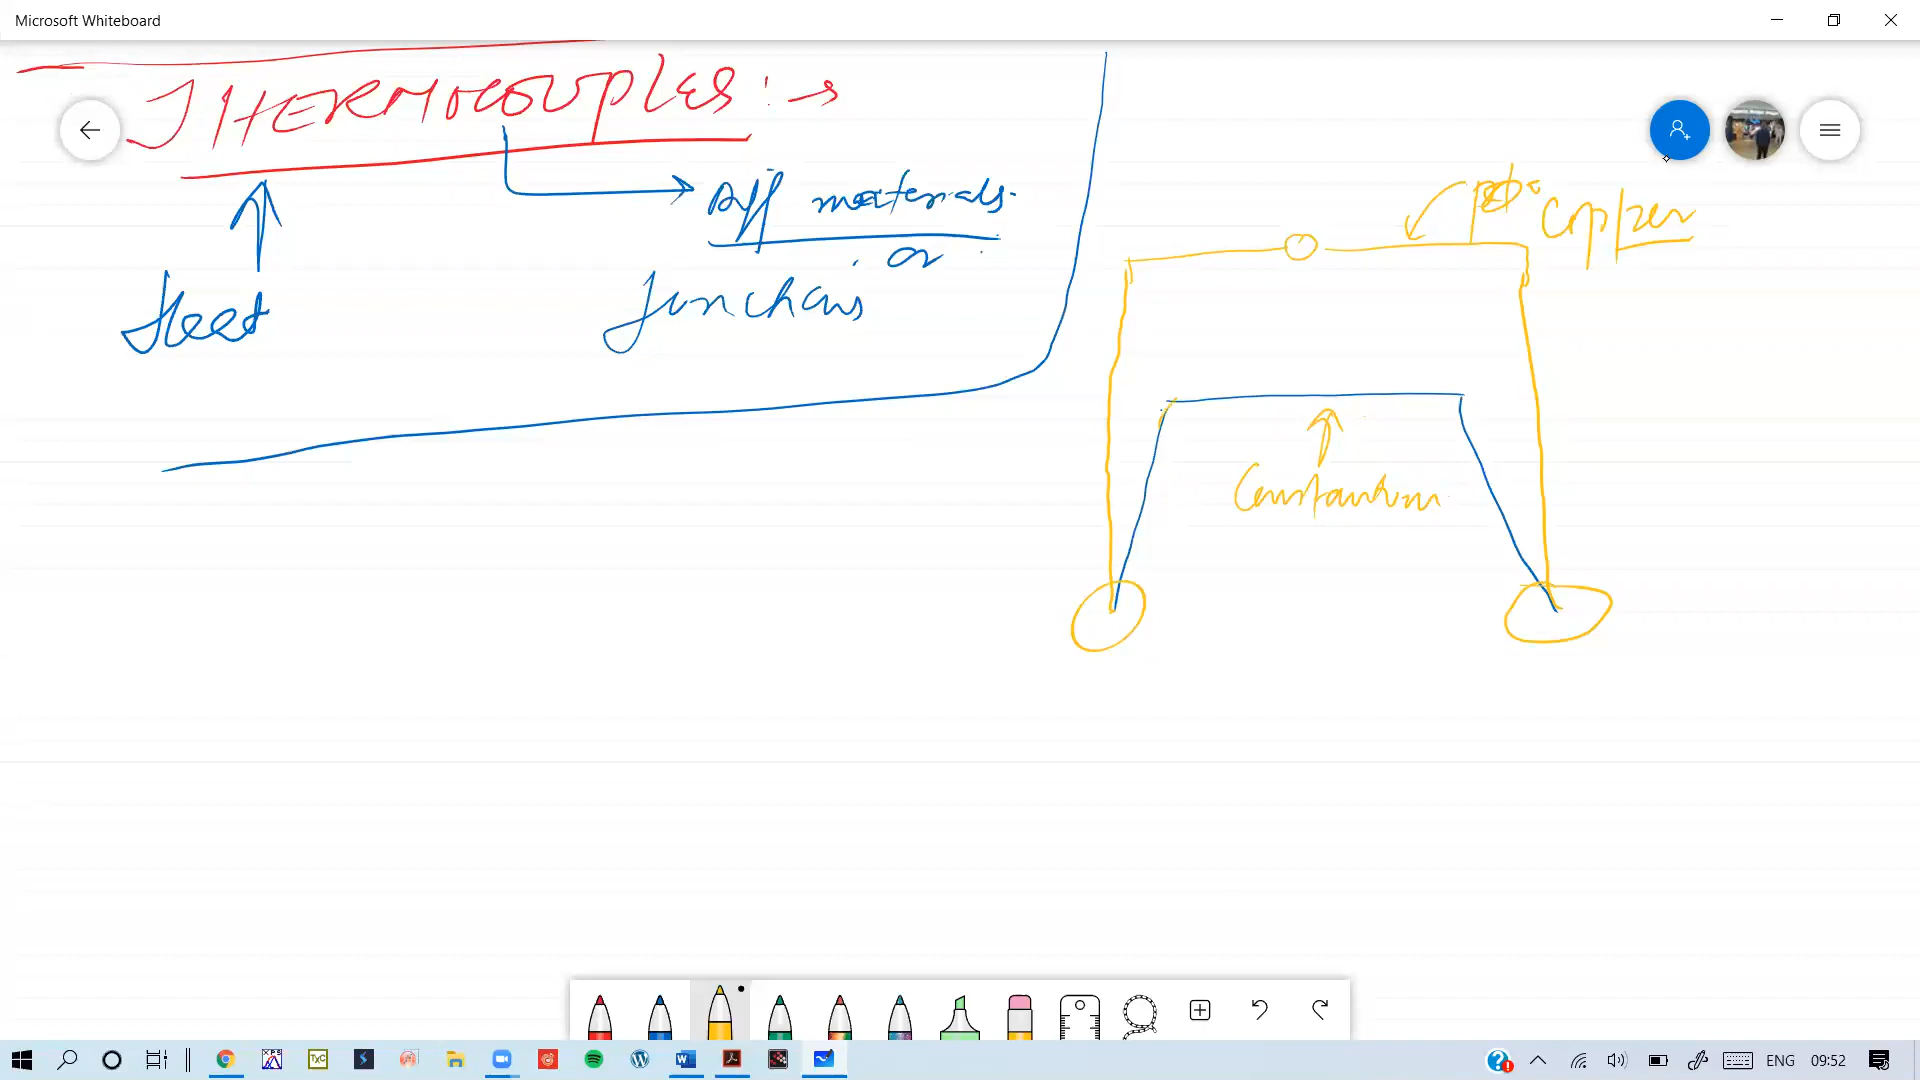 Microsoft Whiteboard
THERMOCOUPLES :→
Diff materials.
or
Junctions
Heat
Copper
Constantan
ENG
09:52